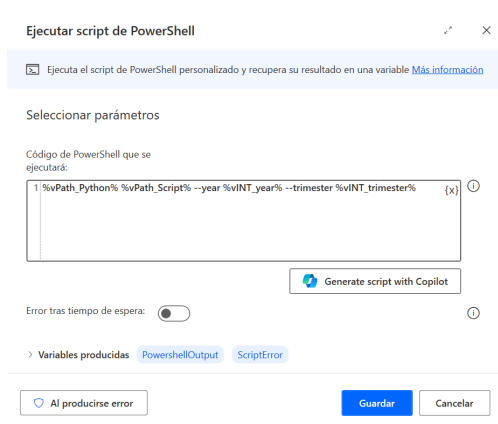 Ejecutar script de PowerShell
Ejecuta el script de PowerShell personalizado y recupera su resultado en una variable Más información
Seleccionar parámetros
Código de PowerShell que se
ejecutará:
1 %vPath_Python% %vPath_Script% --year %vINT_year% --trimester %vINT_trimester%
{x}
Generate script with Copilot
Error tras tiempo de espera:
Variables producidas PowershellOutput ScriptError
Al producirse error
Guardar
Cancelar